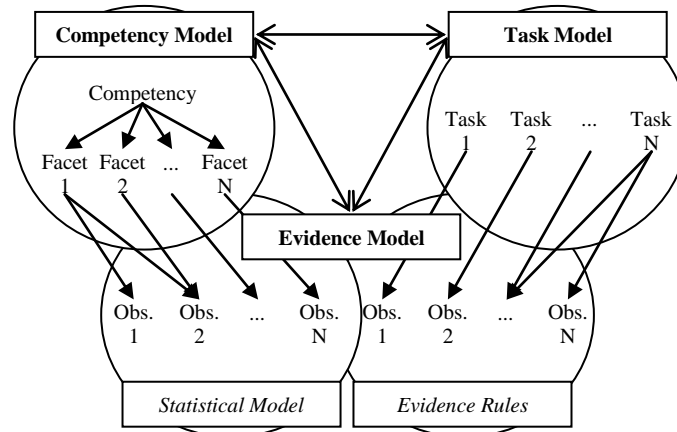 Competency Model
Task Model
Competency
Facet 1
Facet 2
...
Facet N
Task 1
Task 2
...
Task N
Evidence Model
Obs. 1
Obs. 2
...
Obs. N
Obs. 1
Obs. 2
...
Obs. N
Statistical Model
Evidence Rules